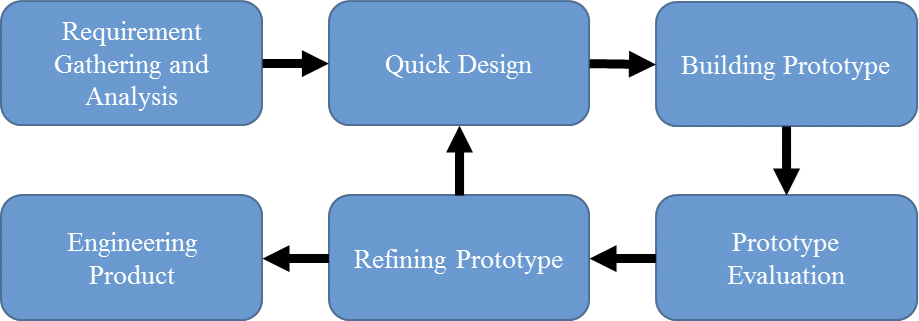 Requirement
Gathering and
Analysis
Quick Design
Building Prototype
Engineering
Product
Refining Prototype
Prototype
Evaluation